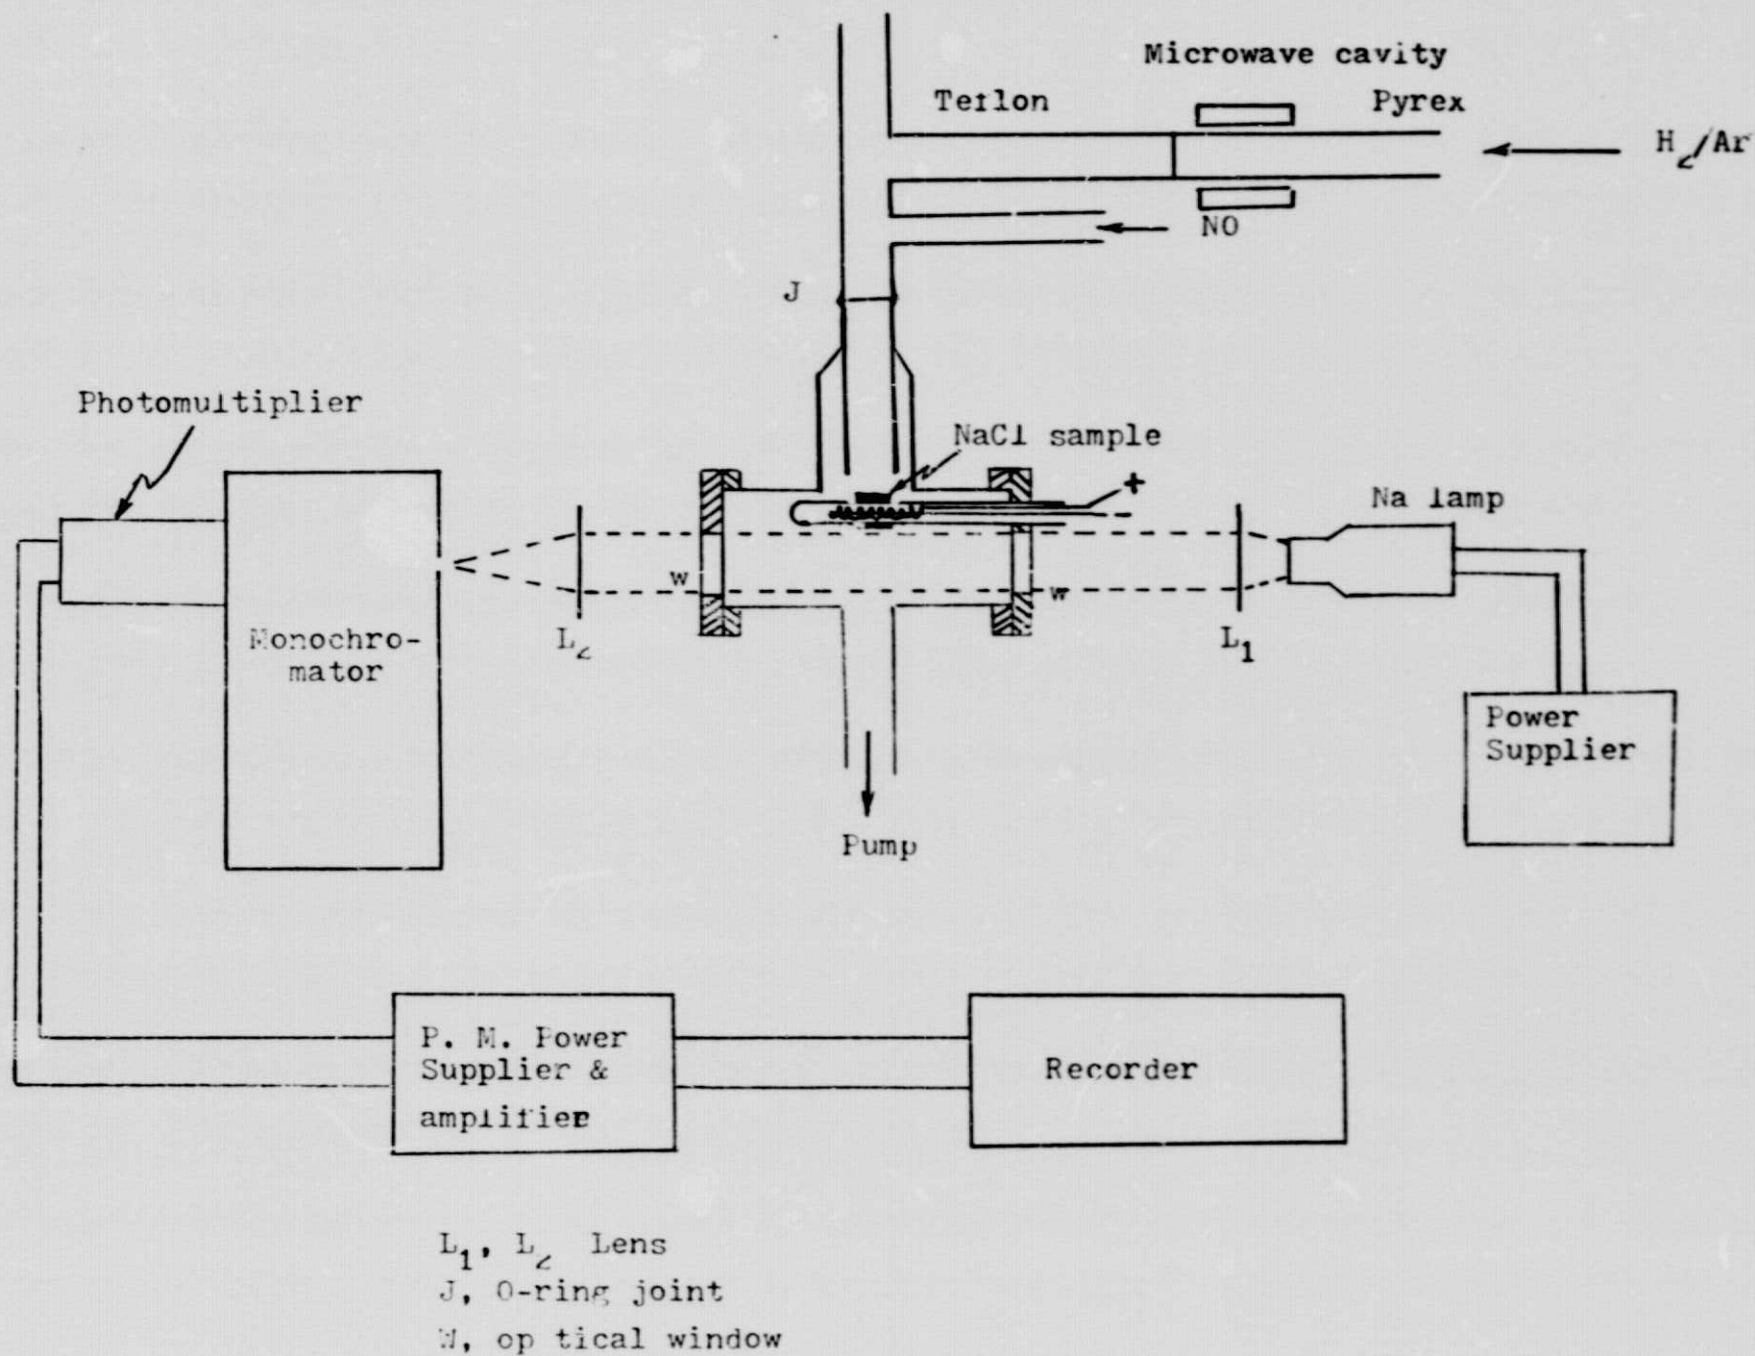 Microwave cavity
Teflon
Pyrex
H2/Ar
NO
J
Photomultiplier
NaCl sample
+
-
Na lamp
w
w
L2
L1
Monochro-
mator
Power
Supplier
Pump
P. M. Power
Supplier &
amplifier
Recorder
L1, L2 Lens
J, O-ring joint
W, op tical window